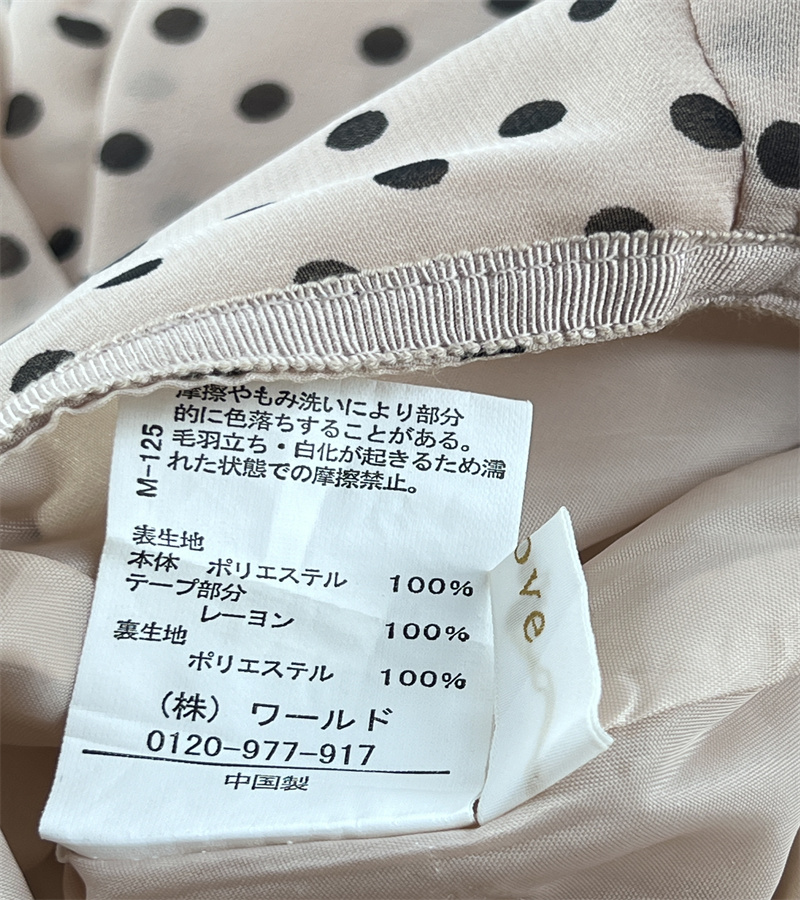 摩擦やもみ洗いにより部分
的に色落ちすることがある。
毛羽立ち・白化が起きるため濡
れた状態での摩擦禁止。
M-125
表生地
本体 ポリエステル 100%
テープ部分
レーヨン 100%
裏生地
ポリエステル 100%
(株) ワールド
0120-977-917
中国製
ove